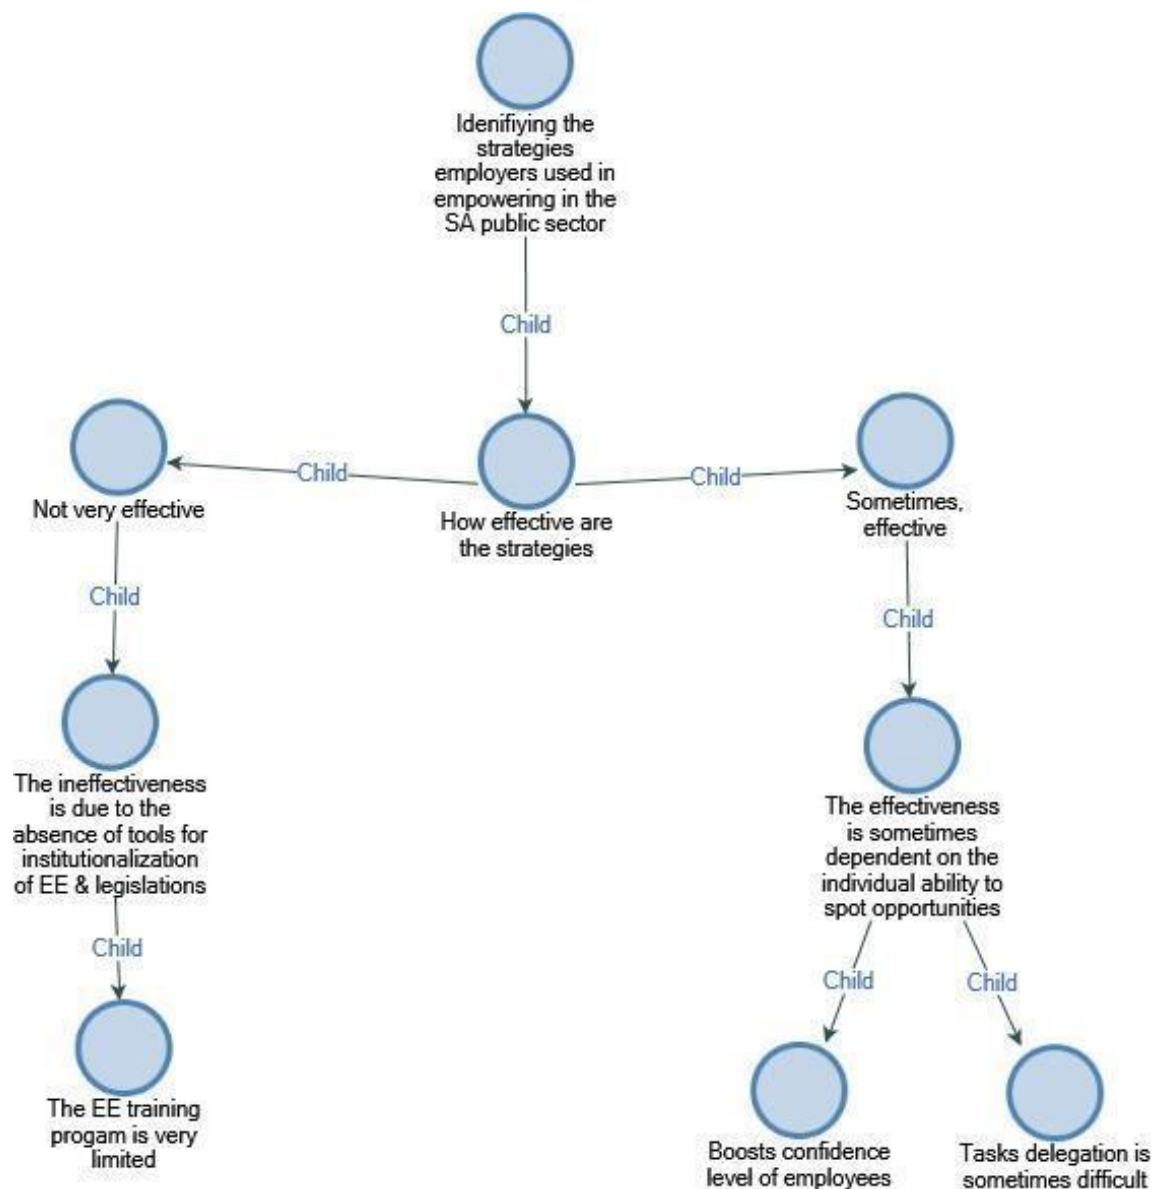 Idenifiying the
strategies
employers used in
empowering in the
SA public sector
Child
Child
Child
Not very effective
How effective are
the strategies
Sometimes,
effective
Child
Child
The ineffectiveness
is due to the
absence of tools for
institutionalization
of EE & legislations
The effectiveness
is sometimes
dependent on the
individual ability to
spot opportunities
Child
Child
Child
The EE training
progam is very
limited
Boosts confidence
level of employees
Tasks delegation is
sometimes difficult